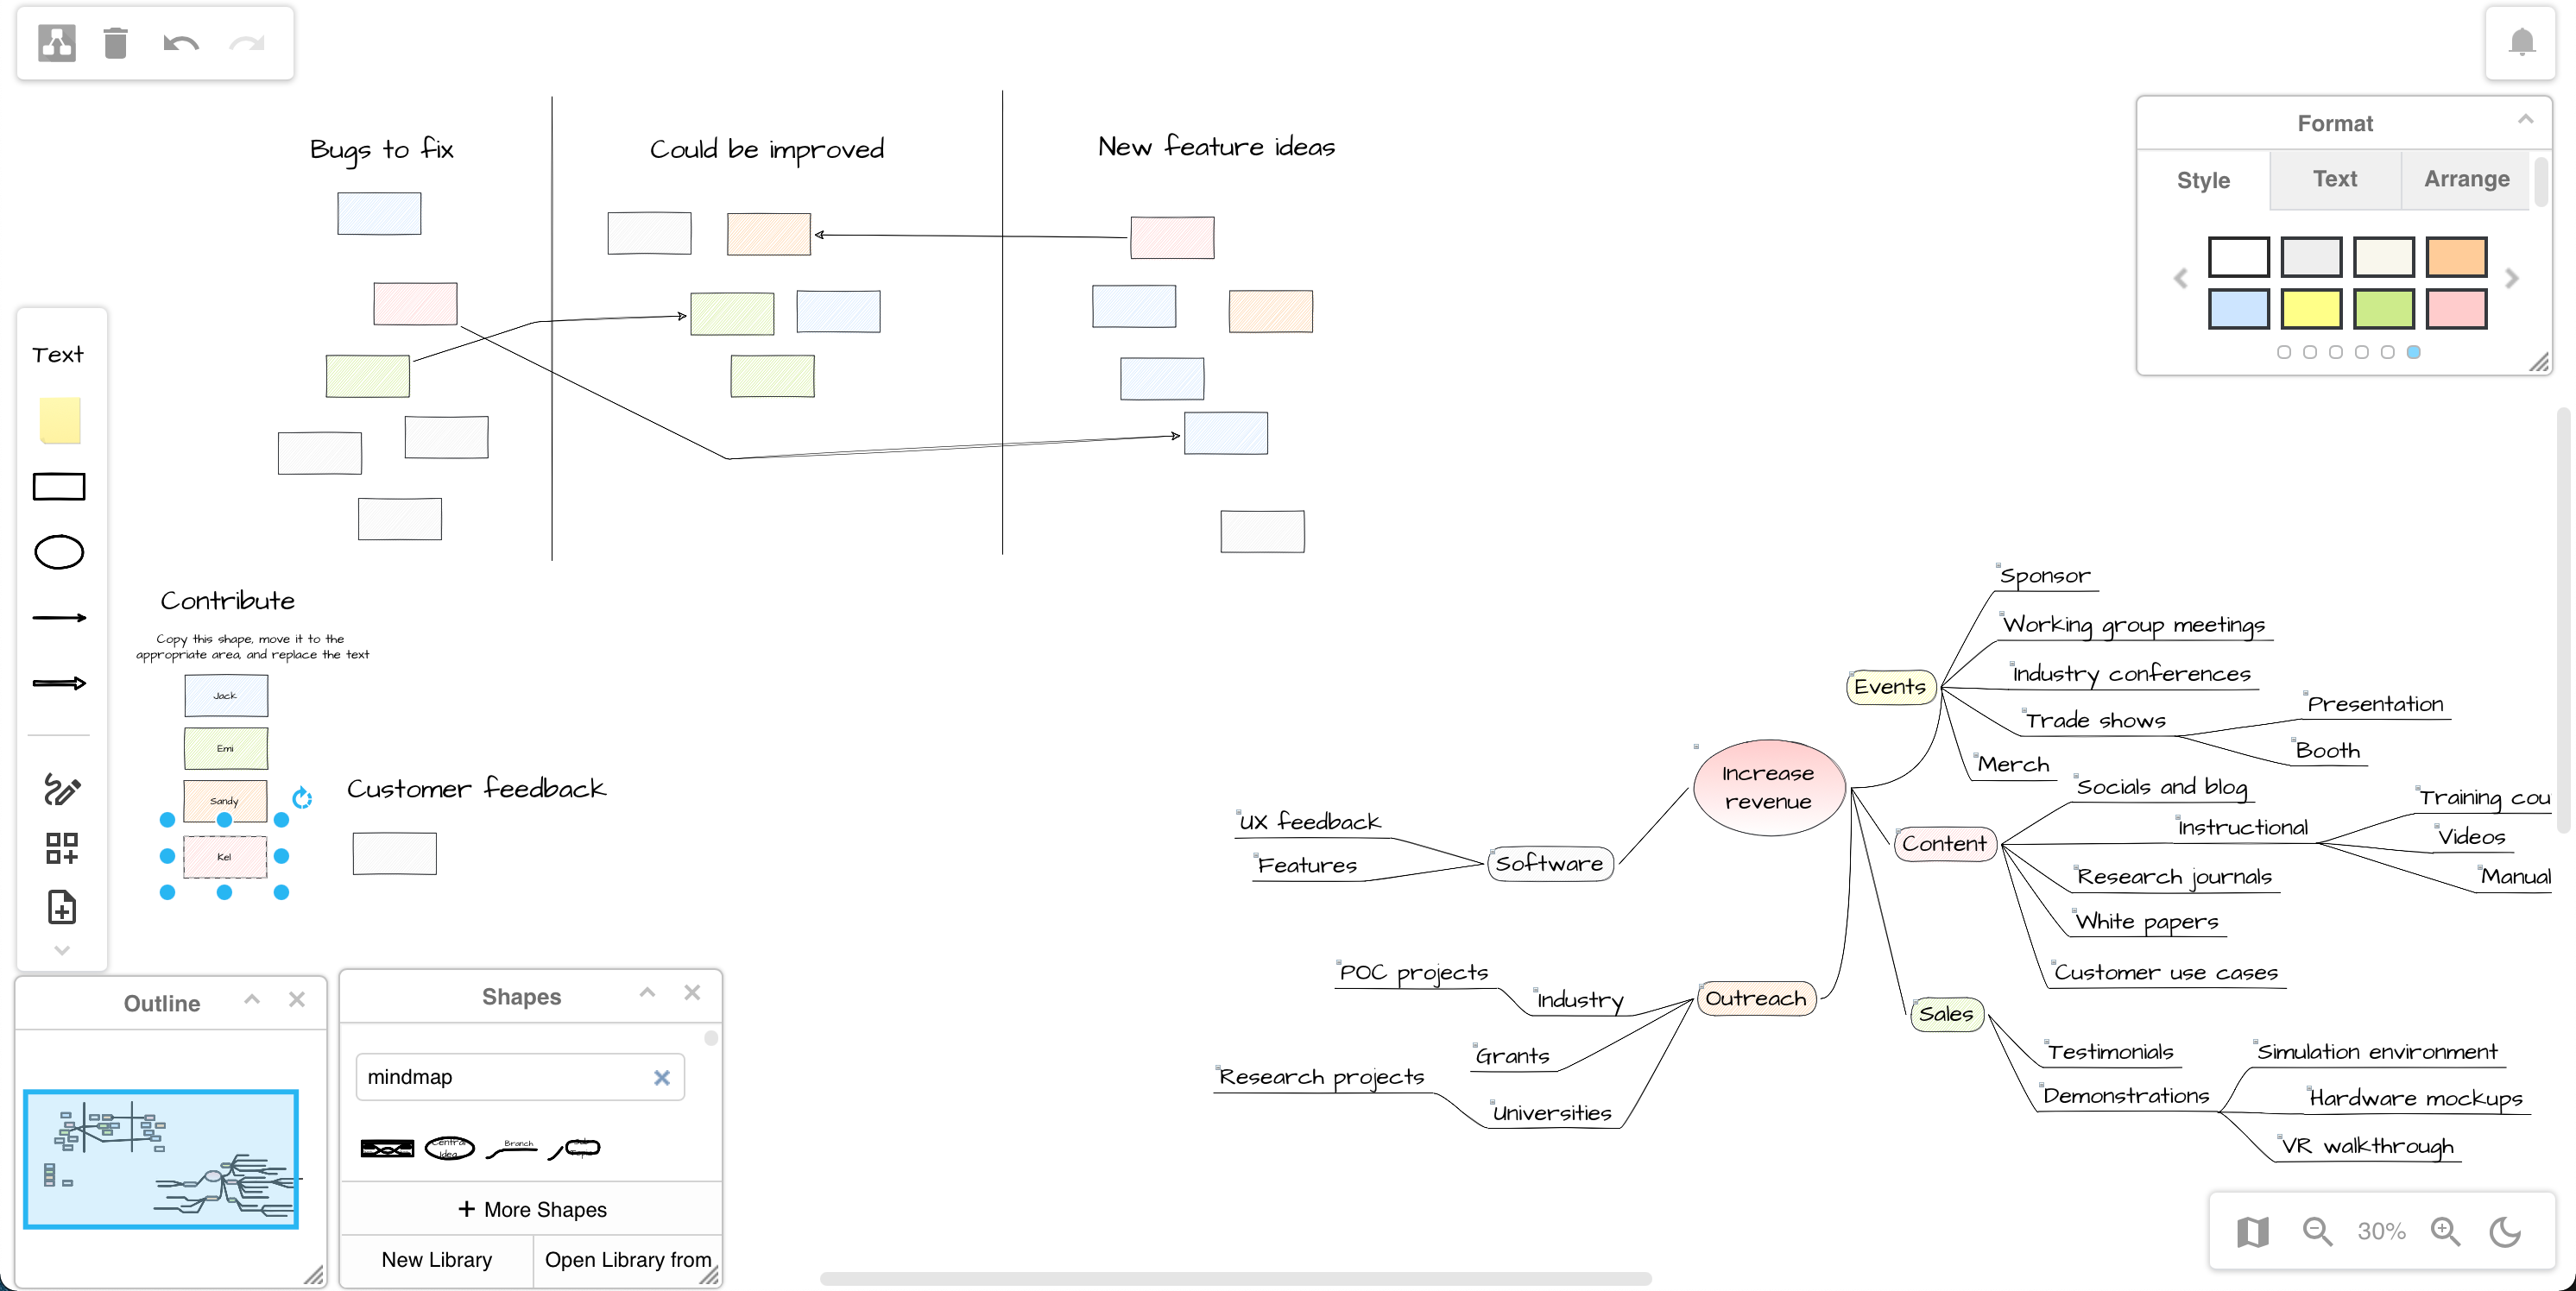 Bugs to fix
Could be improved
New feature ideas
Format
Style
Text
Arrange
Text
Contribute
Copy this shape, move it to the
appropriate area, and replace the text
Jack
Emi
Sandy
Kel
Customer feedback
Increase
revenue
Events
Sponsor
Working group meetings
Industry conferences
Trade shows
Presentation
Booth
Merch
Content
Socials and blog
Instructional
Training cou
Videos
Manual
Research journals
White papers
Customer use cases
Sales
Testimonials
Demonstrations
Simulation environment
Hardware mockups
VR walkthrough
Software
UX feedback
Features
Outreach
Industry
POC projects
Grants
Universities
Research projects
Outline
Shapes
mindmap
Central
Idea
Branch
Sub
Topic
+ More Shapes
New Library
Open Library from
30%